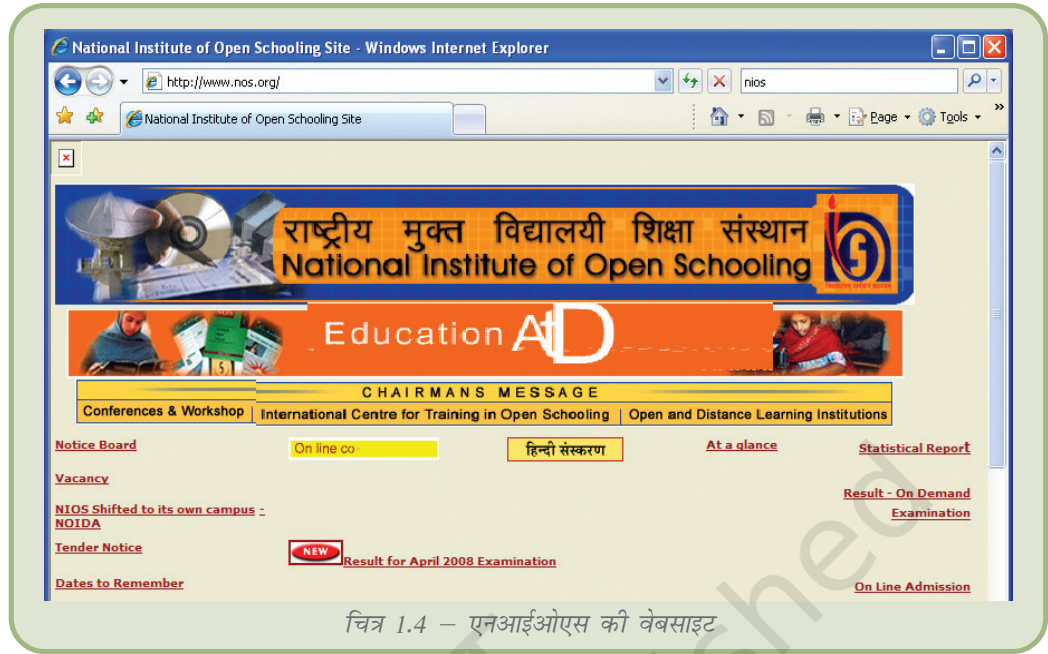 National Institute of Open Schooling Site - Windows Internet Explorer
http://www.nos.org/
nios
National Institute of Open Schooling Site
Page
Tools
राष्ट्रीय मुक्त विद्यालयी शिक्षा संस्थान
National Institute of Open Schooling
Education AtD
CHAIRMANS MESSAGE
Conferences & Workshop | International Centre for Training in Open Schooling | Open and Distance Learning Institutions
Notice Board
On line co
हिन्दी संस्करण
At a glance
Statistical Report
Vacancy
Result - On Demand
Examination
NIOS Shifted to its own campus -
NOIDA
Tender Notice
NEW Result for April 2008 Examination
Dates to Remember
On Line Admission
चित्र 1.4 – एनआईओएस की वेबसाइट